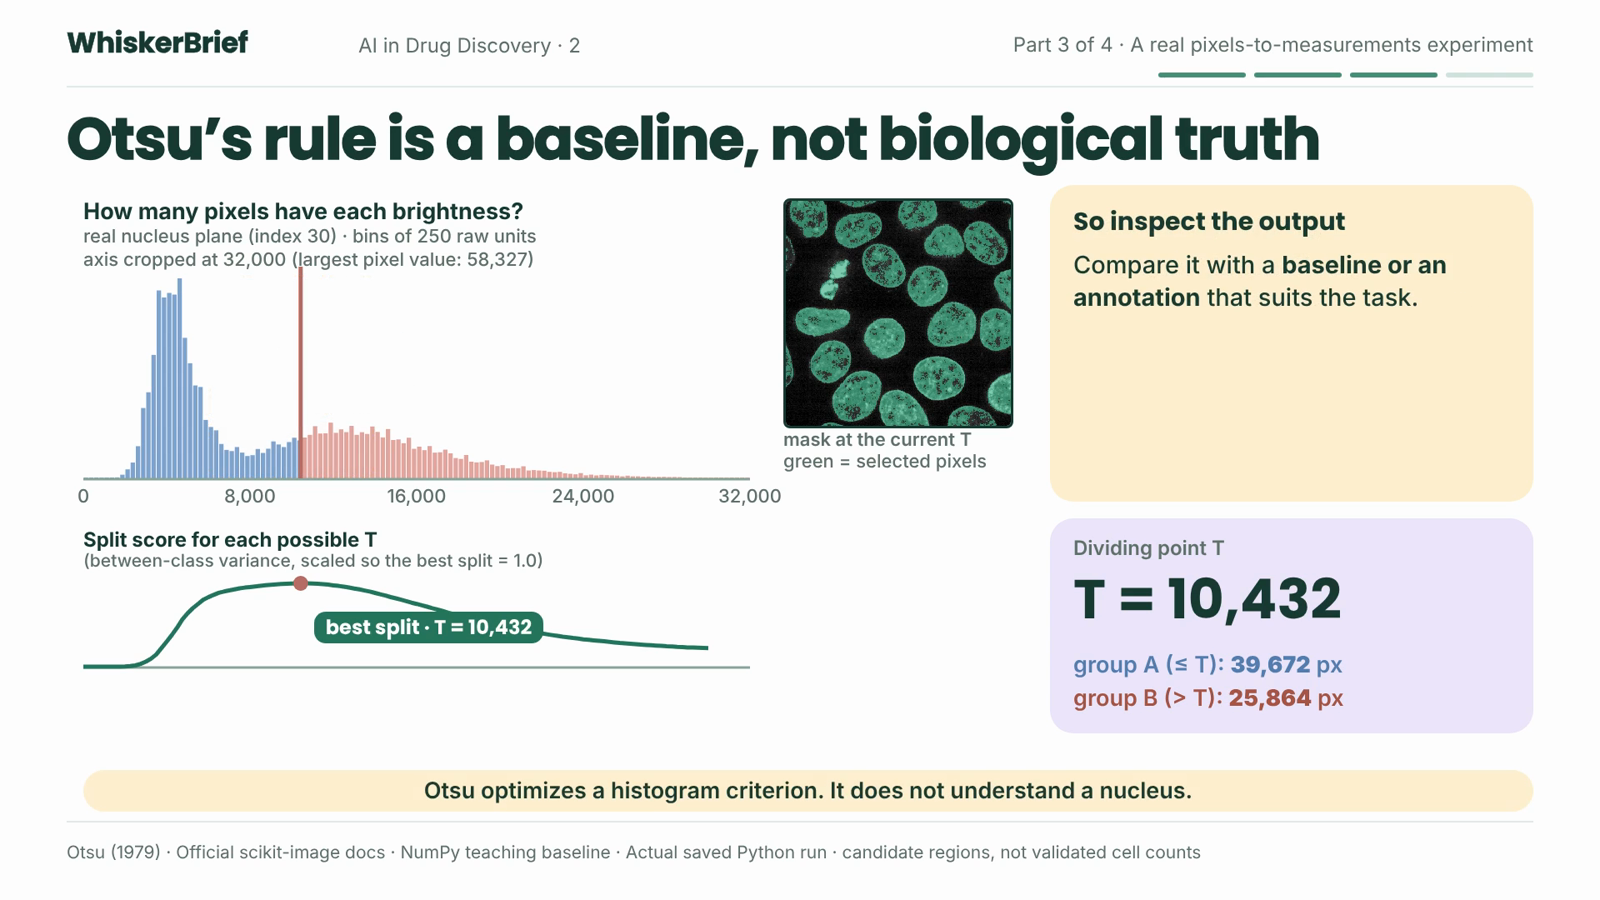 WhiskerBrief
AI in Drug Discovery · 2
Part 3 of 4 · A real pixels-to-measurements experiment
Otsu’s rule is a baseline, not biological truth
How many pixels have each brightness?
real nucleus plane (index 30) · bins of 250 raw units
axis cropped at 32,000 (largest pixel value: 58,327)
0 8,000 16,000 24,000 32,000
mask at the current T
green = selected pixels
Split score for each possible T
(between-class variance, scaled so the best split = 1.0)
best split · T = 10,432
So inspect the output
Compare it with a baseline or an
annotation that suits the task.
Dividing point T
T = 10,432
group A (≤ T): 39,672 px
group B (> T): 25,864 px
Otsu optimizes a histogram criterion. It does not understand a nucleus.
Otsu (1979) · Official scikit-image docs · NumPy teaching baseline · Actual saved Python run · candidate regions, not validated cell counts